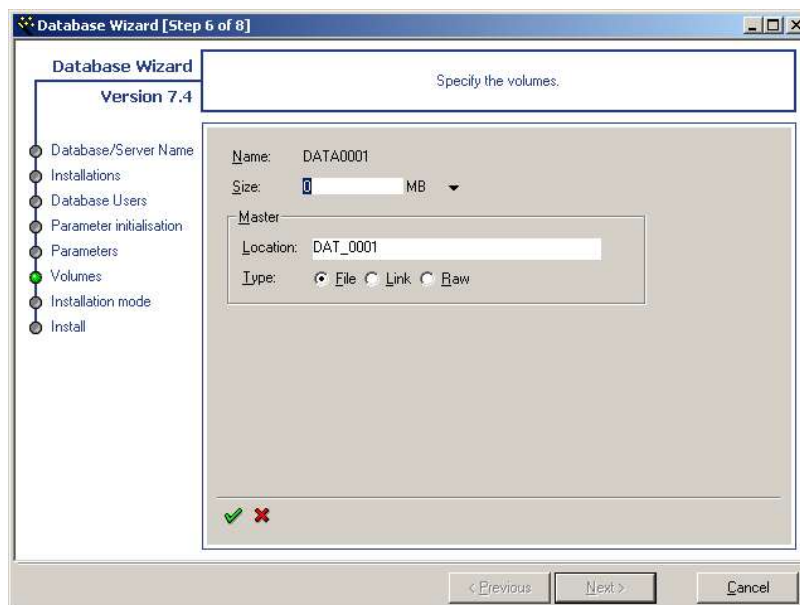 Database Wizard [Step 6 of 8]
Database Wizard
Version 7.4
Specify the volumes.
Database/Server Name
Installations
Database Users
Parameter initialisation
Parameters
Volumes
Installation mode
Install
Name: DATA0001
Size: 0 MB
Master
Location: DAT_0001
Type: File Link Raw
< Previous Next > Cancel